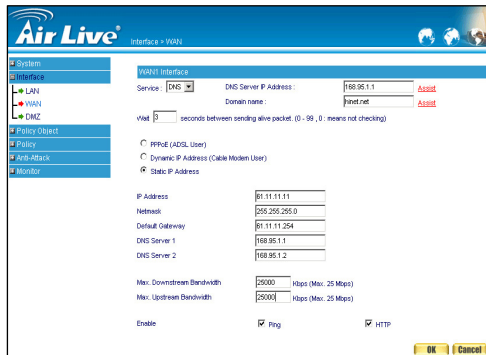 Air Live®
Interface > WAN
System
Interface
LAN
WAN
DMZ
Policy Object
Policy
Anti-Attack
Monitor
WAN1 Interface
Service : DNS DNS Server IP Address : 168.95.1.1 Assist
Domain name : hinet.net Assist
Wait 3 seconds between sending alive packet. (0 - 99 , 0 : means not checking)
PPPoE (ADSL User)
Dynamic IP Address (Cable Modem User)
Static IP Address
IP Address 61.11.11.11
Netmask 255.255.255.0
Default Gateway 61.11.11.254
DNS Server 1 168.95.1.1
DNS Server 2 168.95.1.2
Max. Downstream Bandwidth 25000 Kbps (Max. 25 Mbps)
Max. Upstream Bandwidth 25000 Kbps (Max. 25 Mbps)
Enable Ping HTTP
OK Cancel